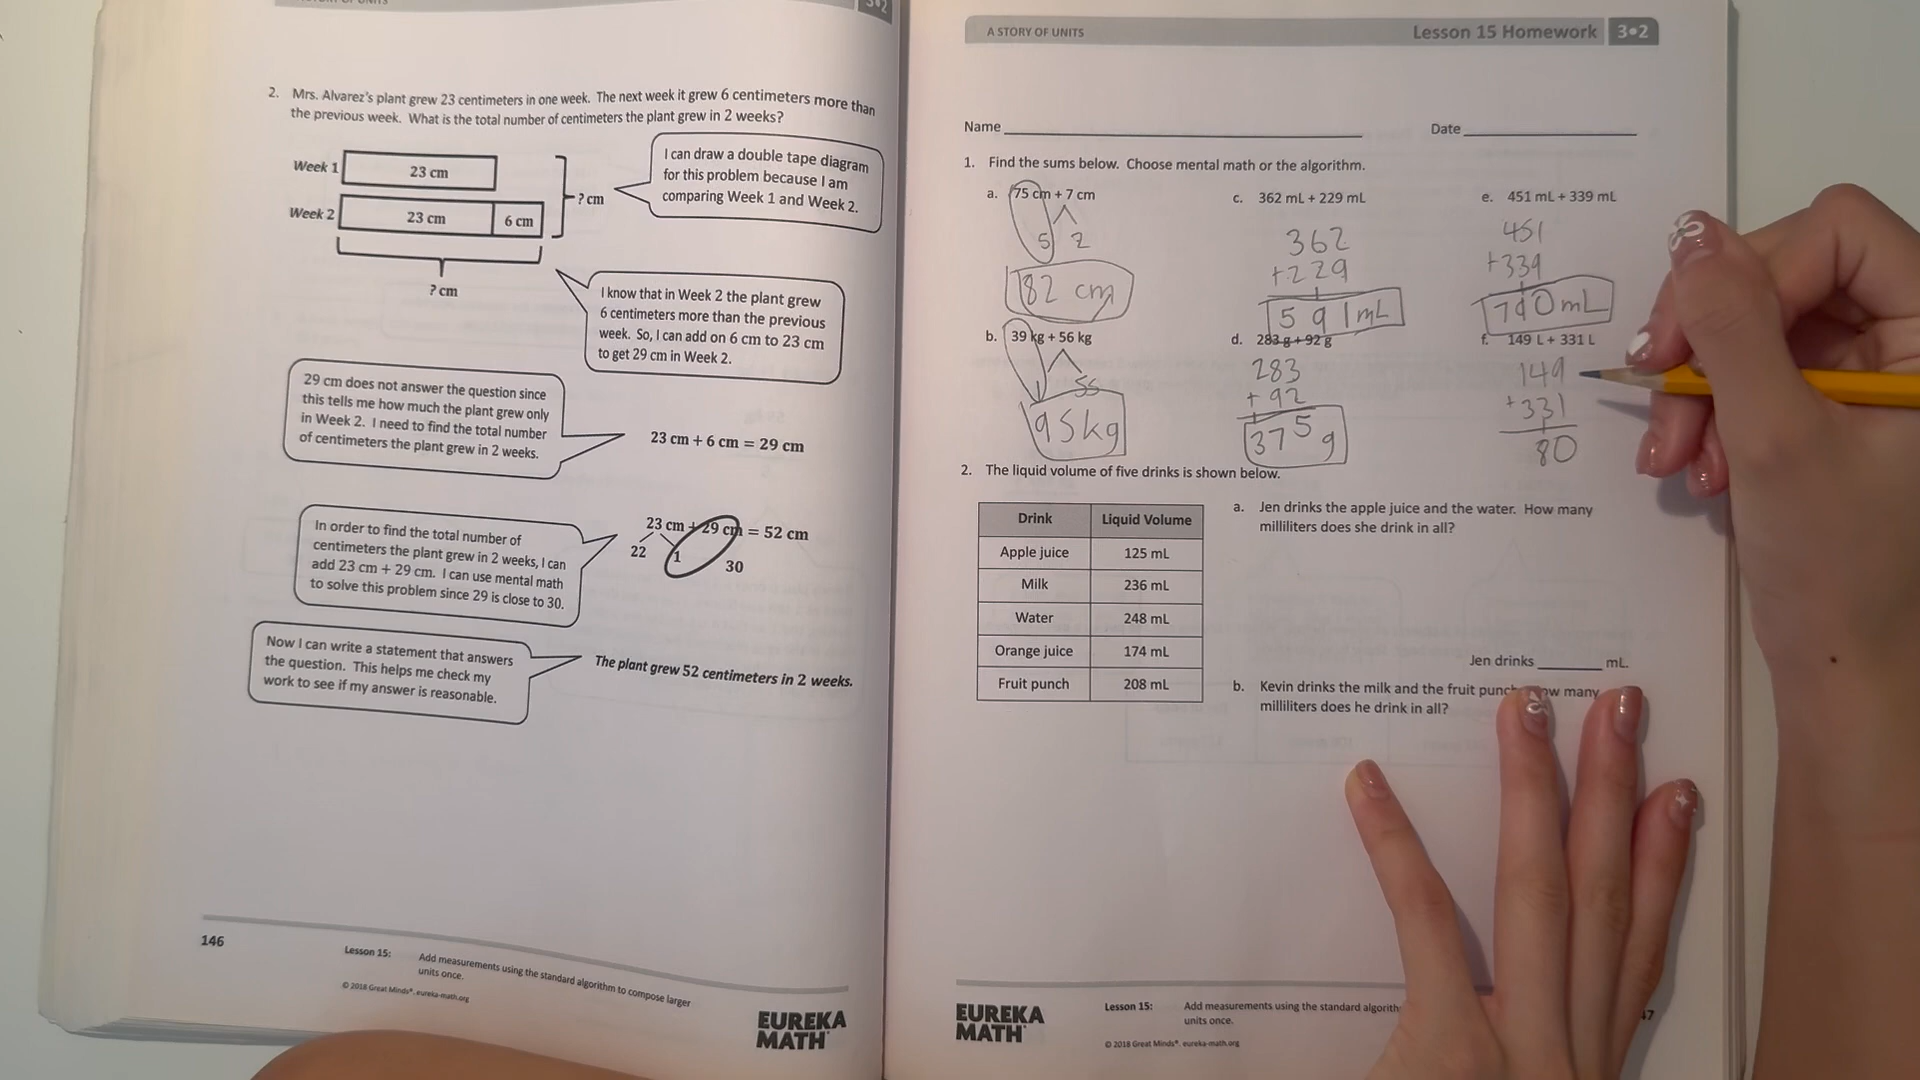 3•2
2. Mrs. Alvarez's plant grew 23 centimeters in one week. The next week it grew 6 centimeters more than
the previous week. What is the total number of centimeters the plant grew in 2 weeks?
Week 1
23 cm
Week 2
23 cm
6 cm
? cm
? cm
I can draw a double tape diagram
for this problem because I am
comparing Week 1 and Week 2.
I know that in Week 2 the plant grew
6 centimeters more than the previous
week. So, I can add on 6 cm to 23 cm
to get 29 cm in Week 2.
29 cm does not answer the question since
this tells me how much the plant grew only
in Week 2. I need to find the total number
of centimeters the plant grew in 2 weeks.
23 cm + 6 cm = 29 cm
In order to find the total number of
centimeters the plant grew in 2 weeks, I can
add 23 cm + 29 cm. I can use mental math
to solve this problem since 29 is close to 30.
23 cm + 29 cm = 52 cm
22 1
30
Now I can write a statement that answers
the question. This helps me check my
work to see if my answer is reasonable.
The plant grew 52 centimeters in 2 weeks.
146
Lesson 15: Add measurements using the standard algorithm to compose larger
units once.
© 2018 Great Minds®. eureka-math.org
EUREKA
MATH
A STORY OF UNITS
Lesson 15 Homework 3•2
Name
Date
1. Find the sums below. Choose mental math or the algorithm.
a. 75 cm + 7 cm
5 2
82 cm
b. 39 kg + 56 kg
1 55
95kg
c. 362 mL + 229 mL
362
+229
591mL
d. 283 g + 92 g
283
+ 92
375 g
e. 451 mL + 339 mL
451
+339
790mL
f. 149 L + 331 L
149
+331
80
2. The liquid volume of five drinks is shown below.
Drink Liquid Volume
Apple juice 125 mL
Milk 236 mL
Water 248 mL
Orange juice 174 mL
Fruit punch 208 mL
a. Jen drinks the apple juice and the water. How many
milliliters does she drink in all?
Jen drinks mL.
b. Kevin drinks the milk and the fruit many
milliliters does he drink in all?
EUREKA
MATH
Lesson 15: Add measurements using the standard
units once.
© 2018 Great Minds®. eureka-math.org